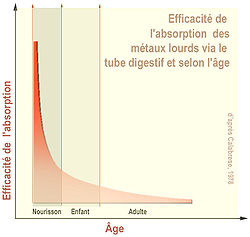 Efficacité de
l'absorption des
métaux lourds via le
tube digestif et selon l'âge
Efficacité de l'absorption
d'après Calabrese, 1978
Nourisson Enfant Adulte
Âge